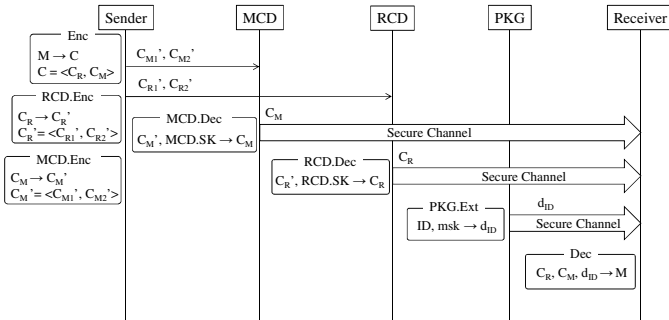 Sender MCD RCD PKG Receiver
Enc
M → C
C = <C_R, C_M>
C_M1’, C_M2’
C_R1’, C_R2’
RCD.Enc
C_R → C_R’
C_R’= <C_R1’, C_R2’>
MCD.Dec
C_M’, MCD.SK → C_M
C_M
Secure Channel
MCD.Enc
C_M → C_M’
C_M’= <C_M1’, C_M2’>
RCD.Dec
C_R’, RCD.SK → C_R
C_R
Secure Channel
PKG.Ext
ID, msk → d_ID
d_ID
Secure Channel
Dec
C_R, C_M, d_ID → M